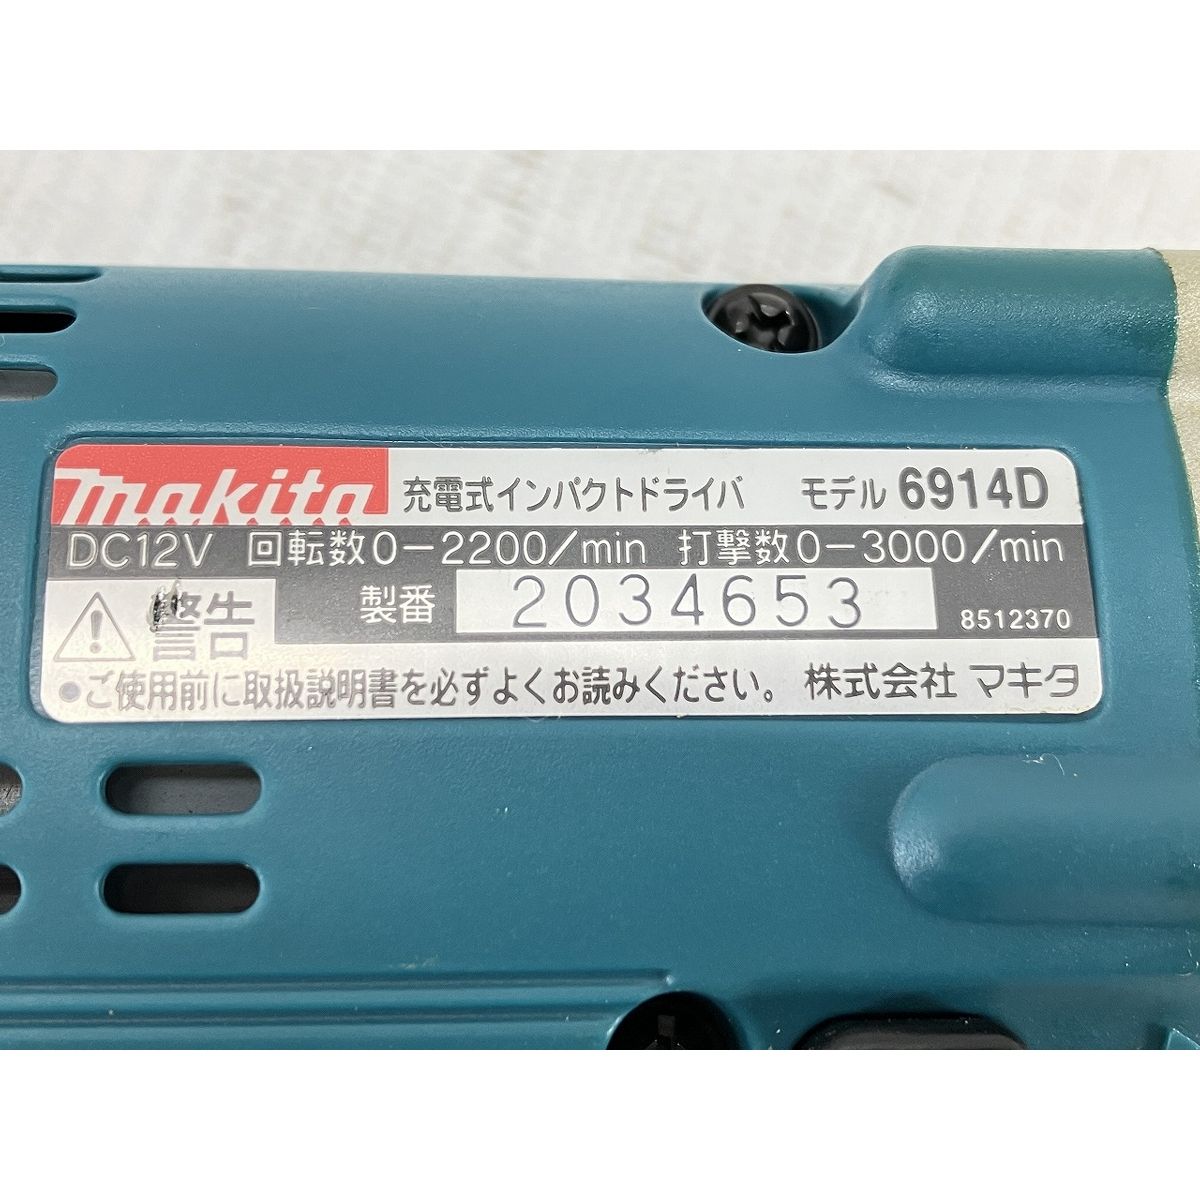 makita 充電式インパクトドライバ モデル 6914D
DC12V 回転数0-2200/min 打撃数0-3000/min
警告 製番 2034653 8512370
●ご使用前に取扱説明書を必ずよくお読みください。 株式会社 マキタ